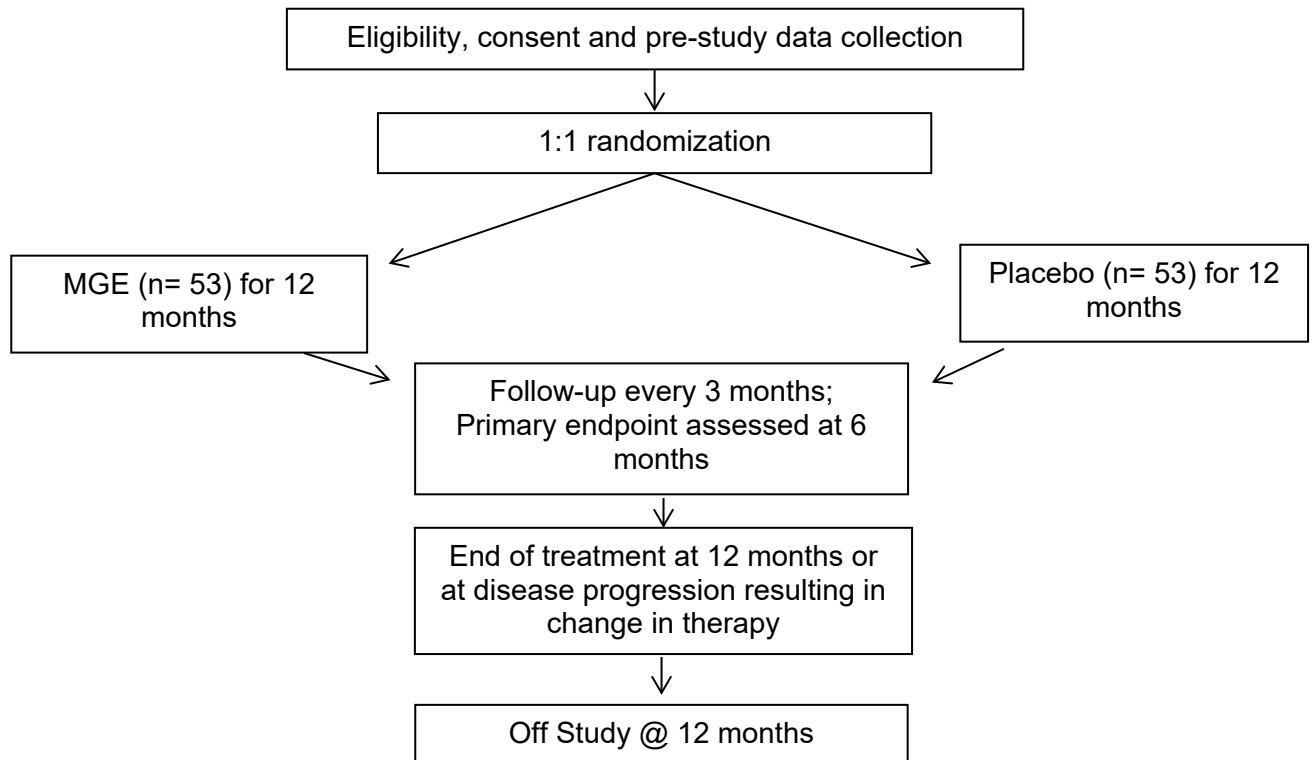 Eligibility, consent and pre-study data collection
1:1 randomization
MGE (n= 53) for 12
months
Placebo (n= 53) for 12
months
Follow-up every 3 months;
Primary endpoint assessed at 6
months
End of treatment at 12 months or
at disease progression resulting in
change in therapy
Off Study @ 12 months